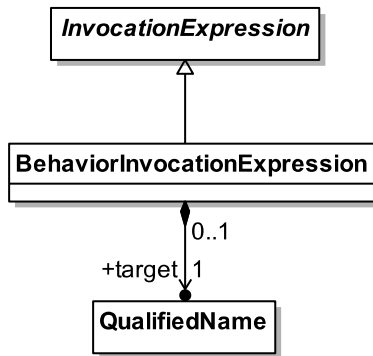 InvocationExpression
BehaviorInvocationExpression
0..1
+target 1
QualifiedName